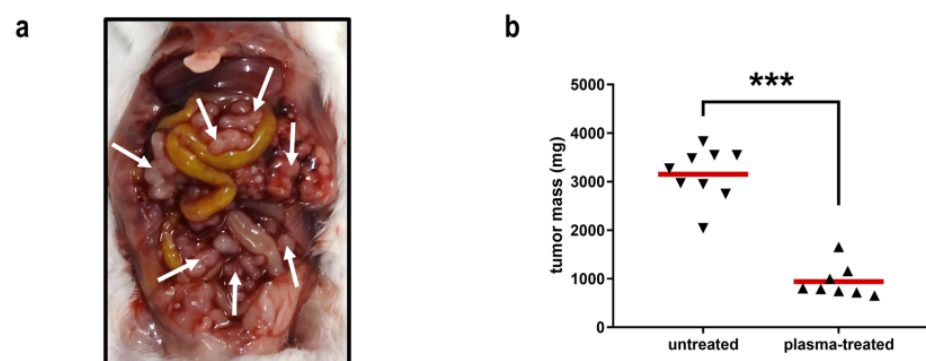 a
b
***
tumor mass (mg)
5000
4000
3000
2000
1000
0
untreated
plasma-treated